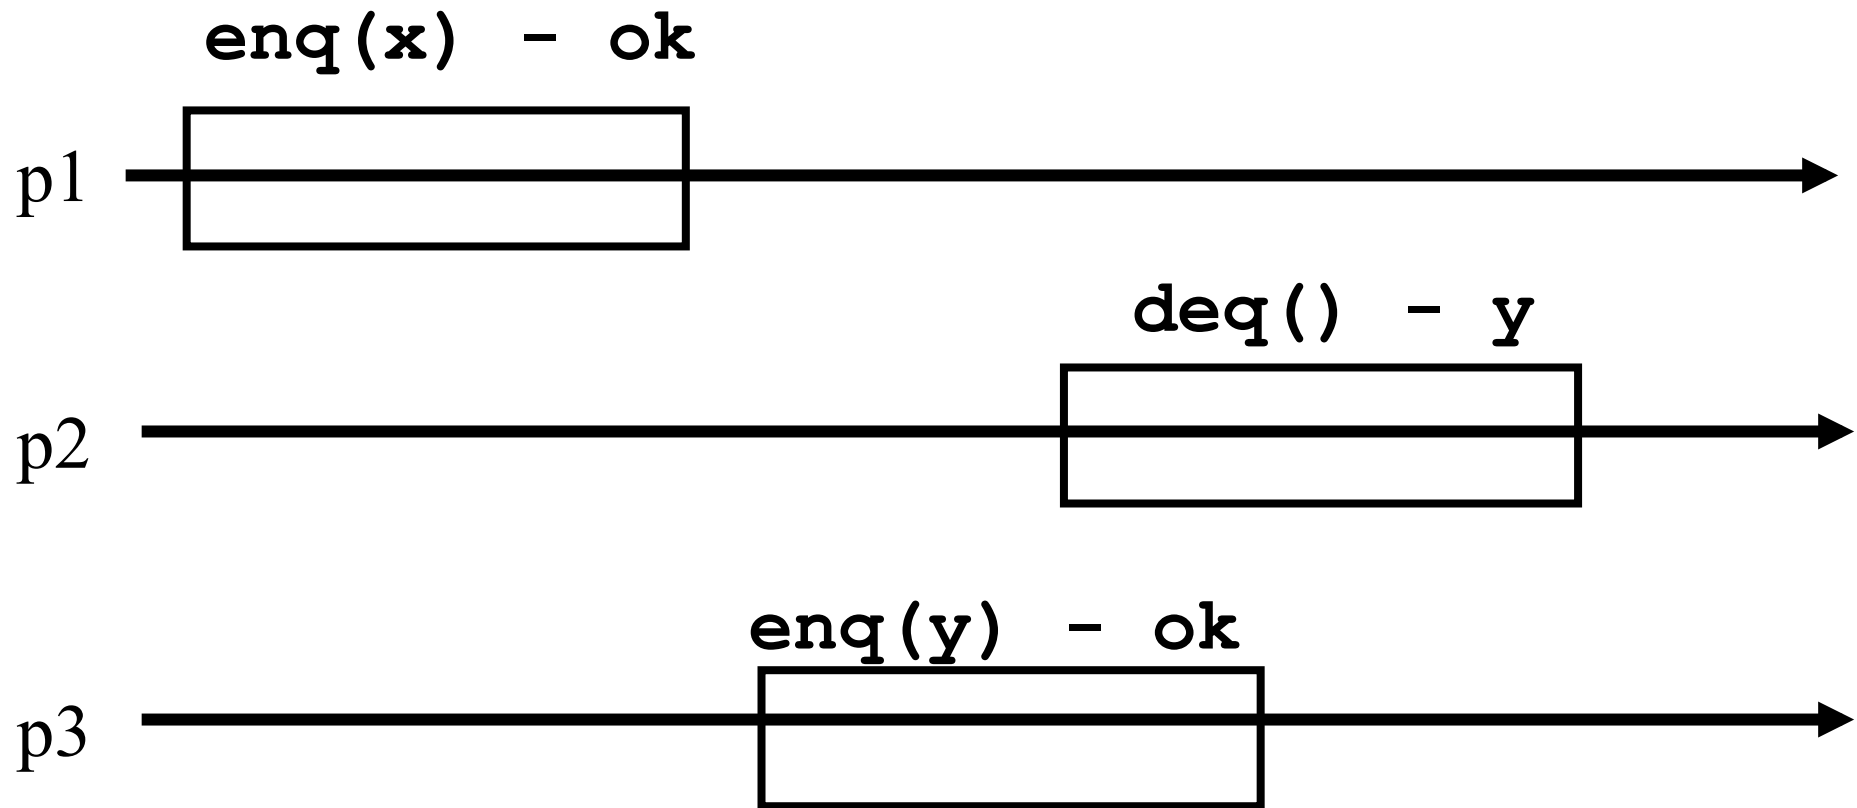 enq(x) - ok
p1
deq() - y
p2
enq(y) - ok
p3